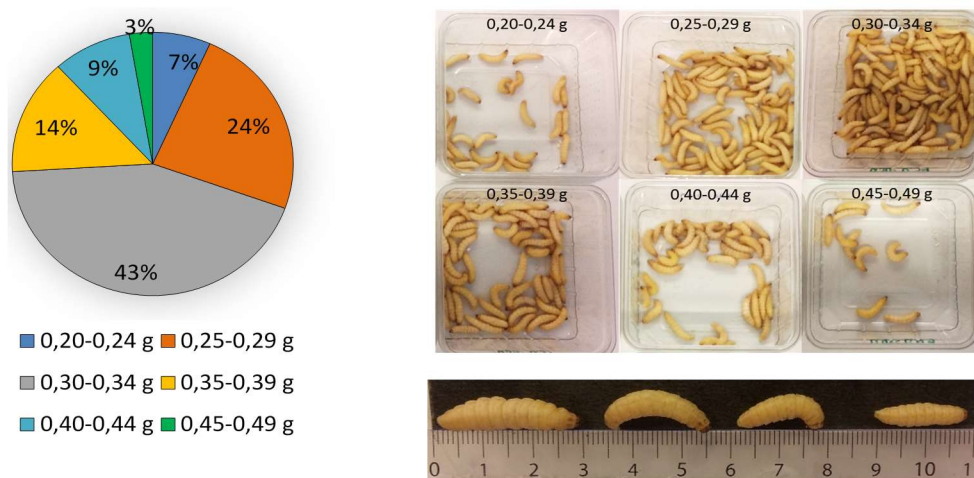 3%
7%
9%
24%
14%
43%
0,20-0,24 g 0,25-0,29 g
0,30-0,34 g 0,35-0,39 g
0,40-0,44 g 0,45-0,49 g
0,20-0,24 g 0,25-0,29 g 0,30-0,34 g
0,35-0,39 g 0,40-0,44 g 0,45-0,49 g
0 1 2 3 4 5 6 7 8 9 10